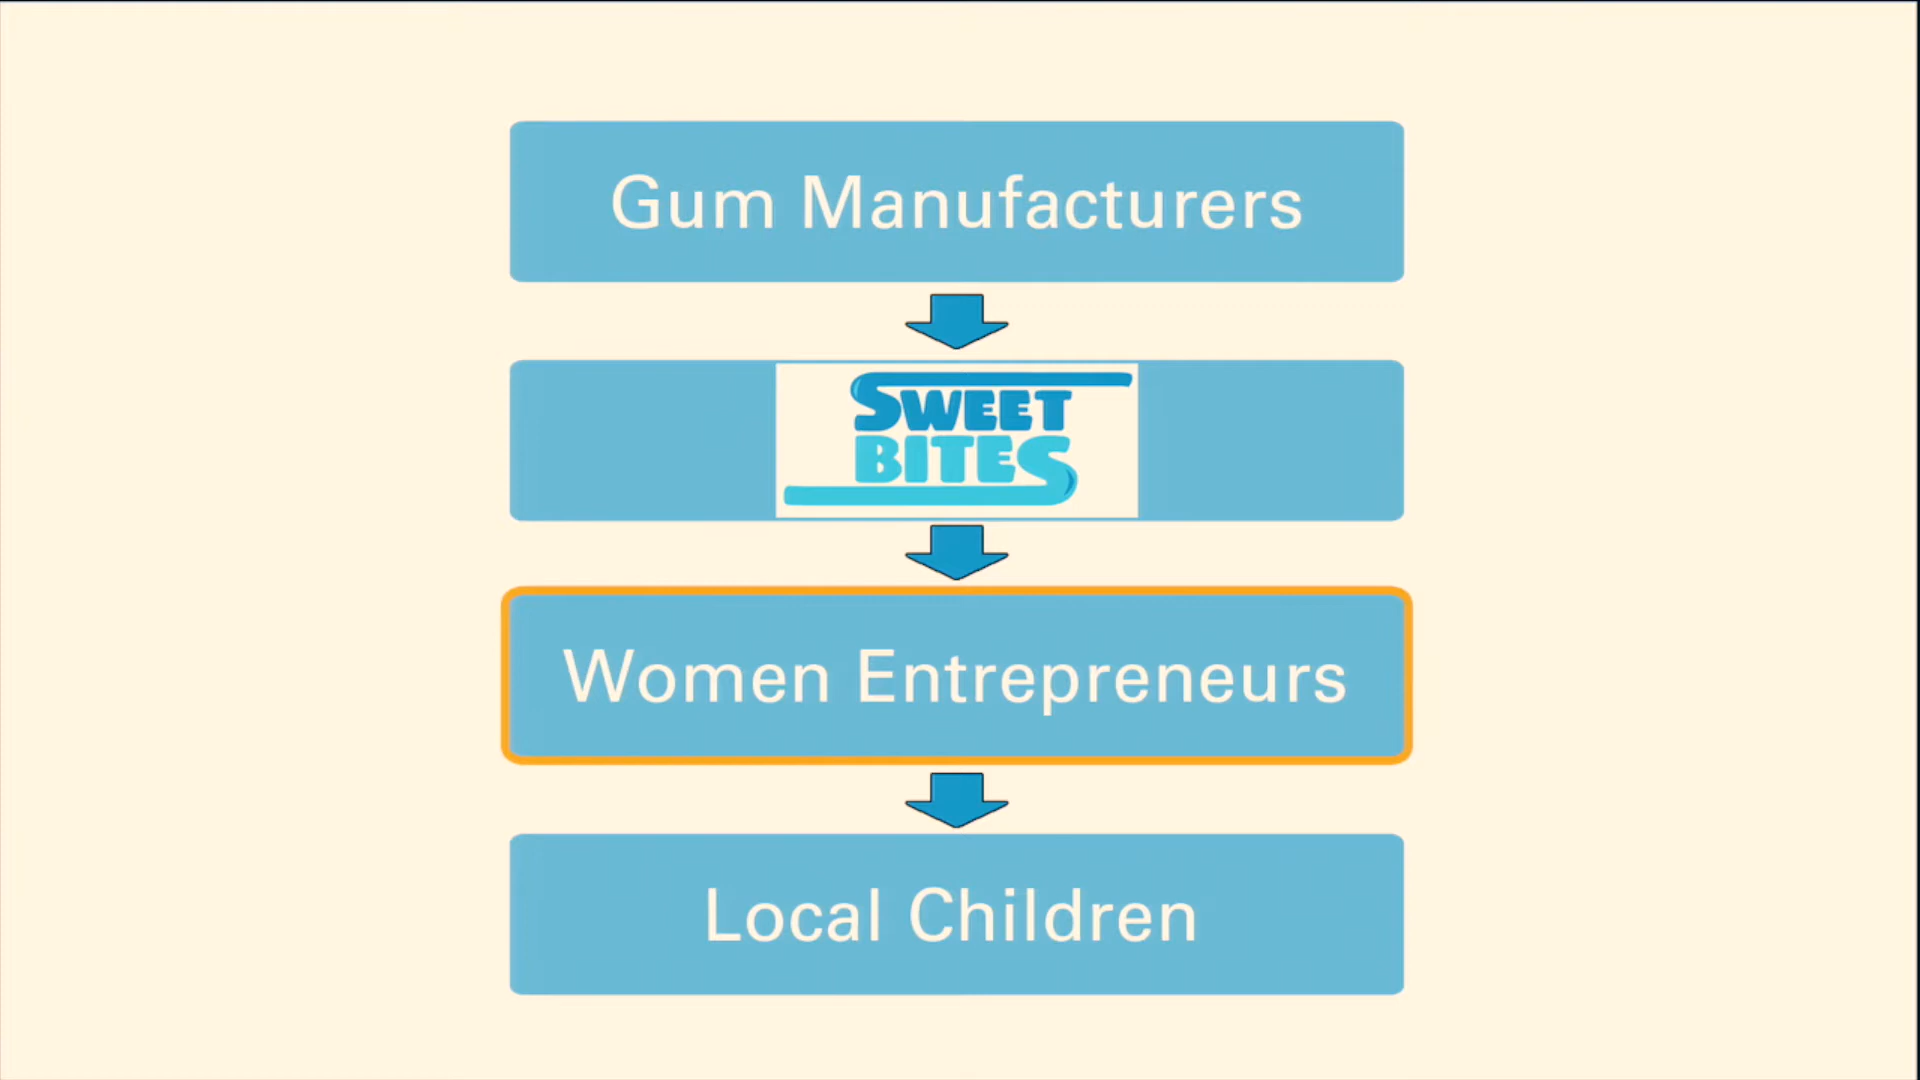 Gum Manufacturers
SWEET
BITES
Women Entrepreneurs
Local Children